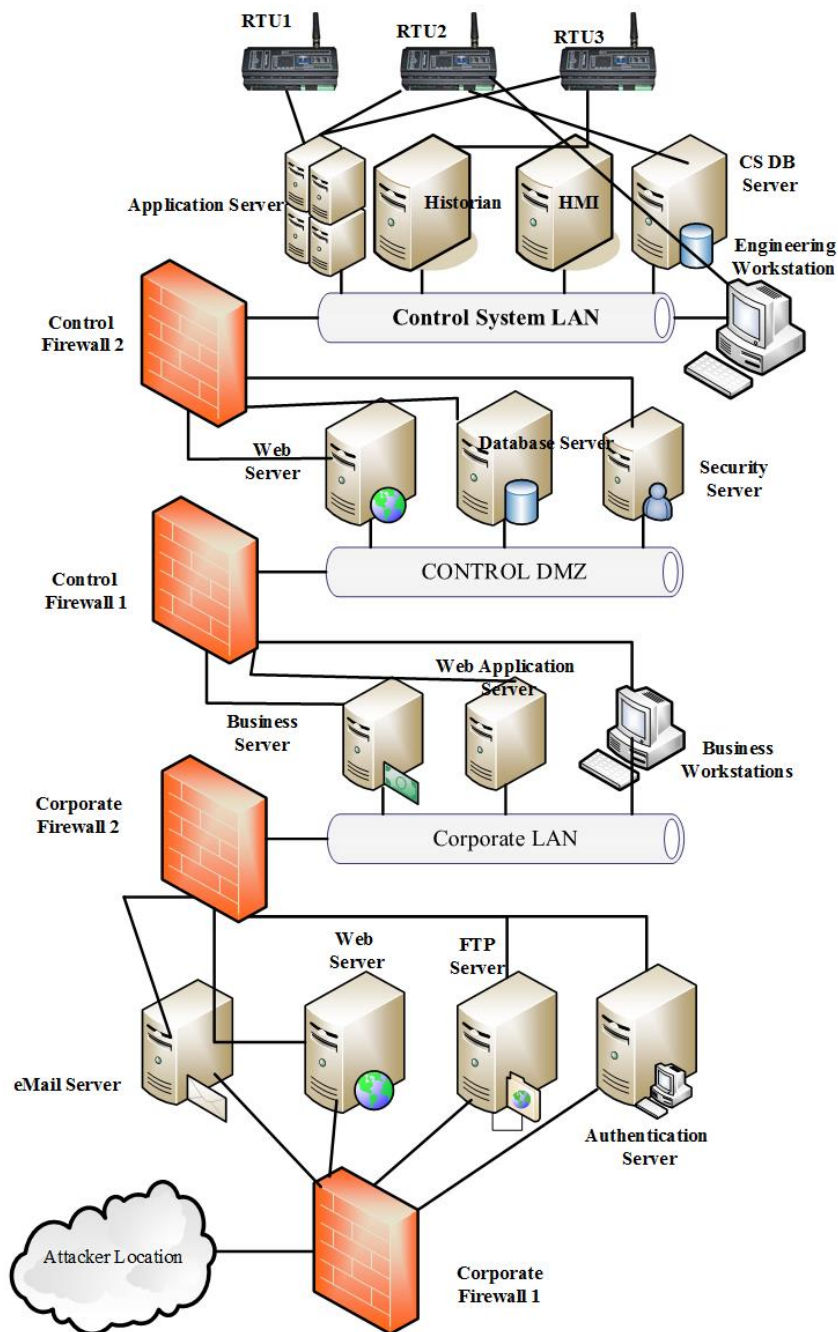 RTU1
RTU2
RTU3
Application Server
Historian
HMI
CS DB
Server
Engineering
Workstation
Control System LAN
Control
Firewall 2
Web
Server
Database Server
Security
Server
Control
Firewall 1
CONTROL DMZ
Web Application
Server
Business
Server
Business
Workstations
Corporate
Firewall 2
Corporate LAN
Web
Server
FTP
Server
eMail Server
Authentication
Server
Attacker Location
Corporate
Firewall 1